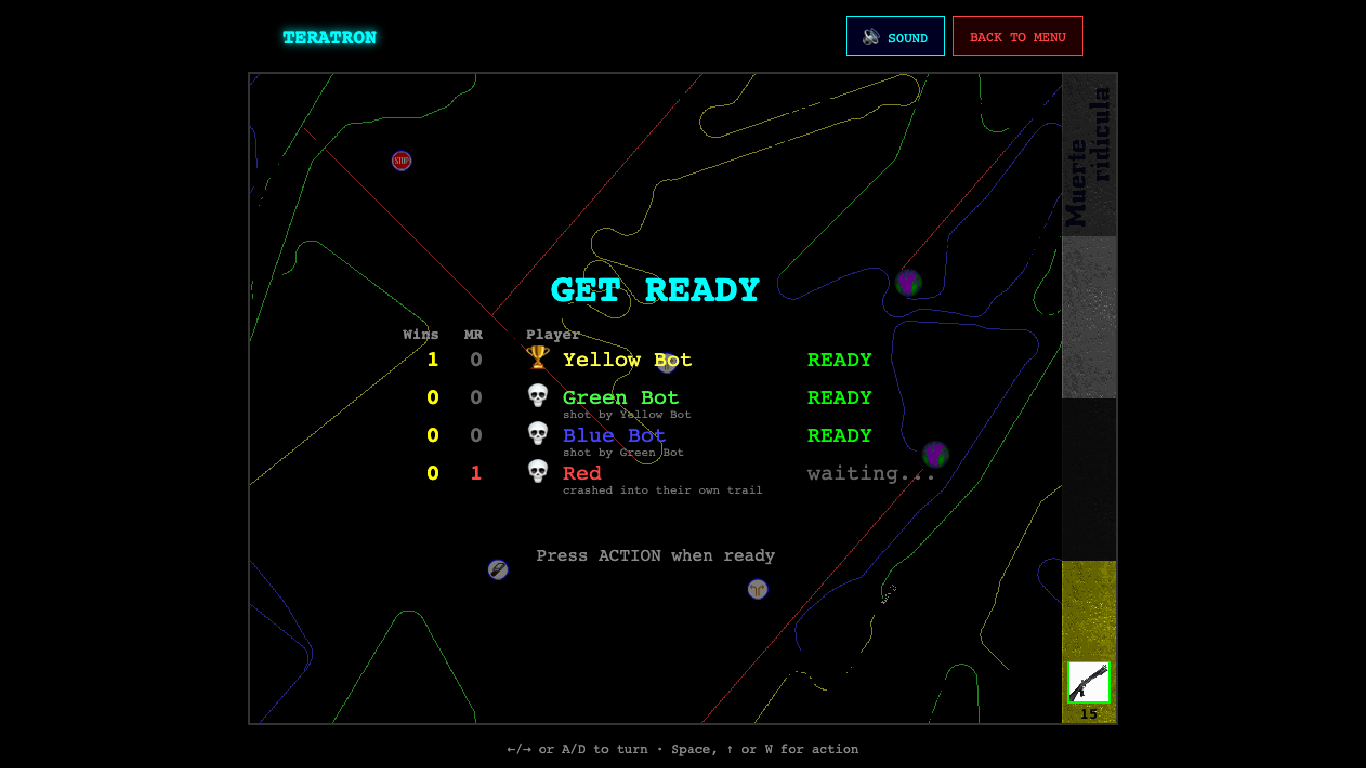 TERATRON
SOUND
BACK TO MENU
Muerte
ridicula
STOP
GET READY
Wins MR Player
1 0 Yellow Bot READY
0 0 Green Bot READY
shot by Yellow Bot
0 0 Blue Bot READY
shot by Green Bot
0 1 Red waiting...
crashed into their own trail
Press ACTION when ready
15
←/→ or A/D to turn · Space, ↑ or W for action